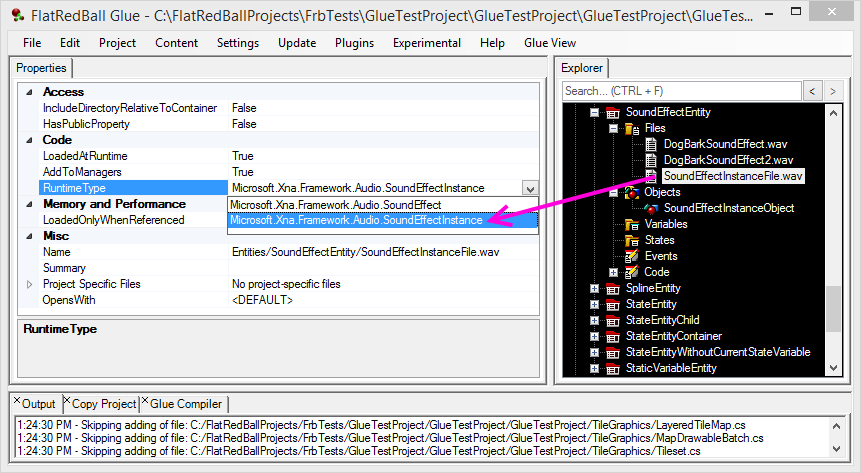 FlatRedBall Glue - C:\FlatRedBallProjects\FrbTests\GlueTestProject\GlueTestProject\GlueTestProject\GlueTes...
File Edit Project Content Settings Update Plugins Experimental Help Glue View
Properties
Access
IncludeDirectoryRelativeToContainer False
HasPublicProperty False
Code
LoadedAtRuntime True
AddToManagers True
RuntimeType Microsoft.Xna.Framework.Audio.SoundEffectInstance
Microsoft.Xna.Framework.Audio.SoundEffect
Memory and Performance
LoadedOnlyWhenReferenced Microsoft.Xna.Framework.Audio.SoundEffectInstance
Misc
Name Entities/SoundEffectEntity/SoundEffectInstanceFile.wav
Summary
Project Specific Files No project-specific files
OpensWith <DEFAULT>
RuntimeType
Explorer
Search... (CTRL + F) < >
SoundEffectEntity
Files
DogBarkSoundEffect.wav
DogBarkSoundEffect2.wav
SoundEffectInstanceFile.wav
Objects
SoundEffectInstanceObject
Variables
States
Events
Code
SplineEntity
StateEntity
StateEntityChild
StateEntityContainer
StateEntityWithoutCurrentStateVariable
StaticVariableEntity
Output Copy Project Glue Compiler
1:24:30 PM - Skipping adding of file: C:/FlatRedBallProjects/FrbTests/GlueTestProject/GlueTestProject/GlueTestProject/TileGraphics/LayeredTileMap.cs
1:24:30 PM - Skipping adding of file: C:/FlatRedBallProjects/FrbTests/GlueTestProject/GlueTestProject/GlueTestProject/TileGraphics/MapDrawableBatch.cs
1:24:30 PM - Skipping adding of file: C:/FlatRedBallProjects/FrbTests/GlueTestProject/GlueTestProject/GlueTestProject/TileGraphics/Tileset.cs